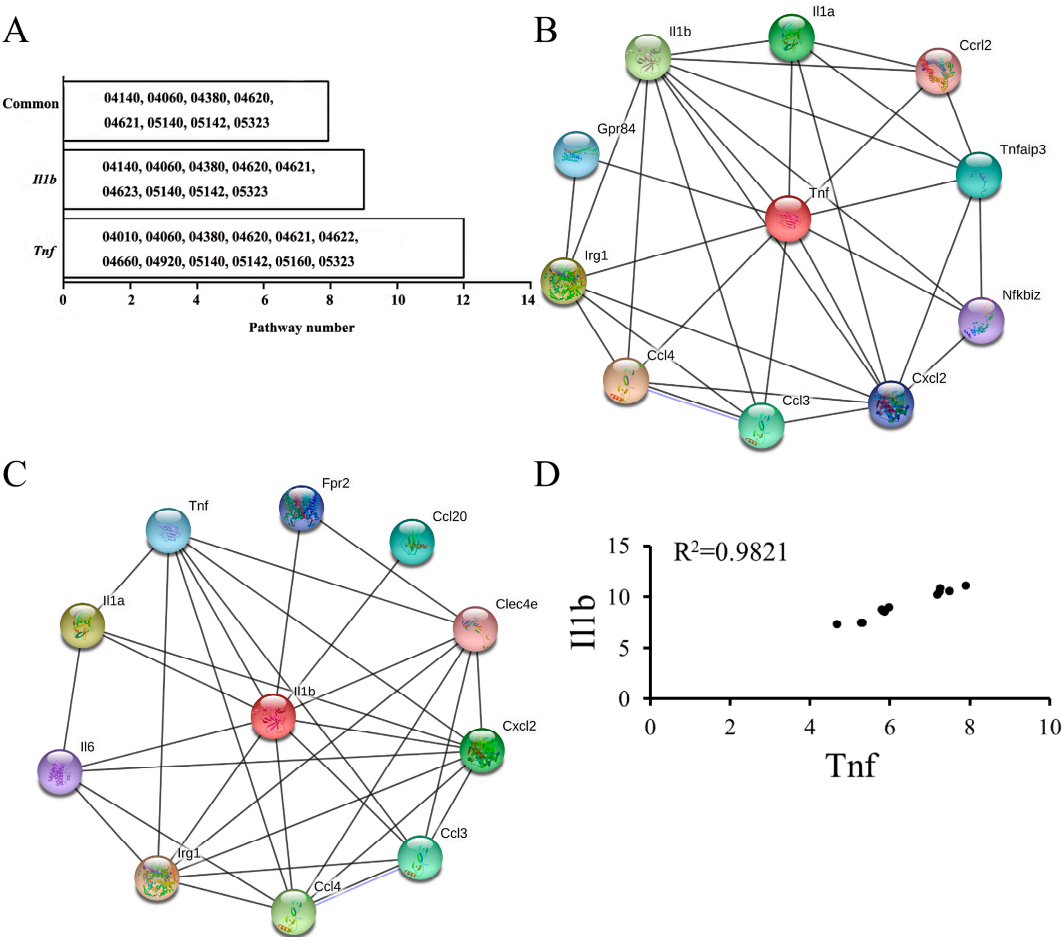 A
Common
04140, 04060, 04380, 04620,
04621, 05140, 05142, 05323
Il1b
04140, 04060, 04380, 04620, 04621,
04623, 05140, 05142, 05323
Tnf
04010, 04060, 04380, 04620, 04621, 04622,
04660, 04920, 05140, 05142, 05160, 05323
0 2 4 6 8 10 12 14
Pathway number
B
Il1a
Il1b
Ccrl2
Gpr84
Tnfaip3
Tnf
Irg1
Nfkbiz
Ccl4
Cxcl2
Ccl3
C
Fpr2
Tnf
Ccl20
Il1a
Clec4e
Il1b
Cxcl2
Il6
Irg1
Ccl3
Ccl4
D
R²=0.9821
15
10
5
0
Il1b
0 2 4 6 8 10
Tnf